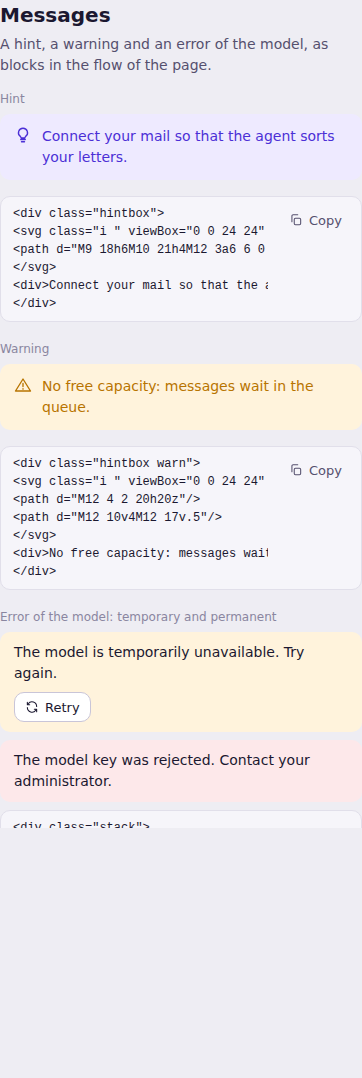 Messages
A hint, a warning and an error of the model, as
blocks in the flow of the page.
Hint
Connect your mail so that the agent sorts
your letters.
<div class="hintbox">
Copy
<svg class="i " viewBox="0 0 24 24"
<path d="M9 18h6M10 21h4M12 3a6 6 0
</svg>
<div>Connect your mail so that the
</div>
Warning
No free capacity: messages wait in the
queue.
<div class="hintbox warn">
Copy
<svg class="i " viewBox="0 0 24 24"
<path d="M12 4 2 20h20z"/>
<path d="M12 10v4M12 17v.5"/>
</svg>
<div>No free capacity: messages wait
</div>
Error of the model: temporary and permanent
The model is temporarily unavailable. Try
again.
Retry
The model key was rejected. Contact your
administrator.
<div class="stack">